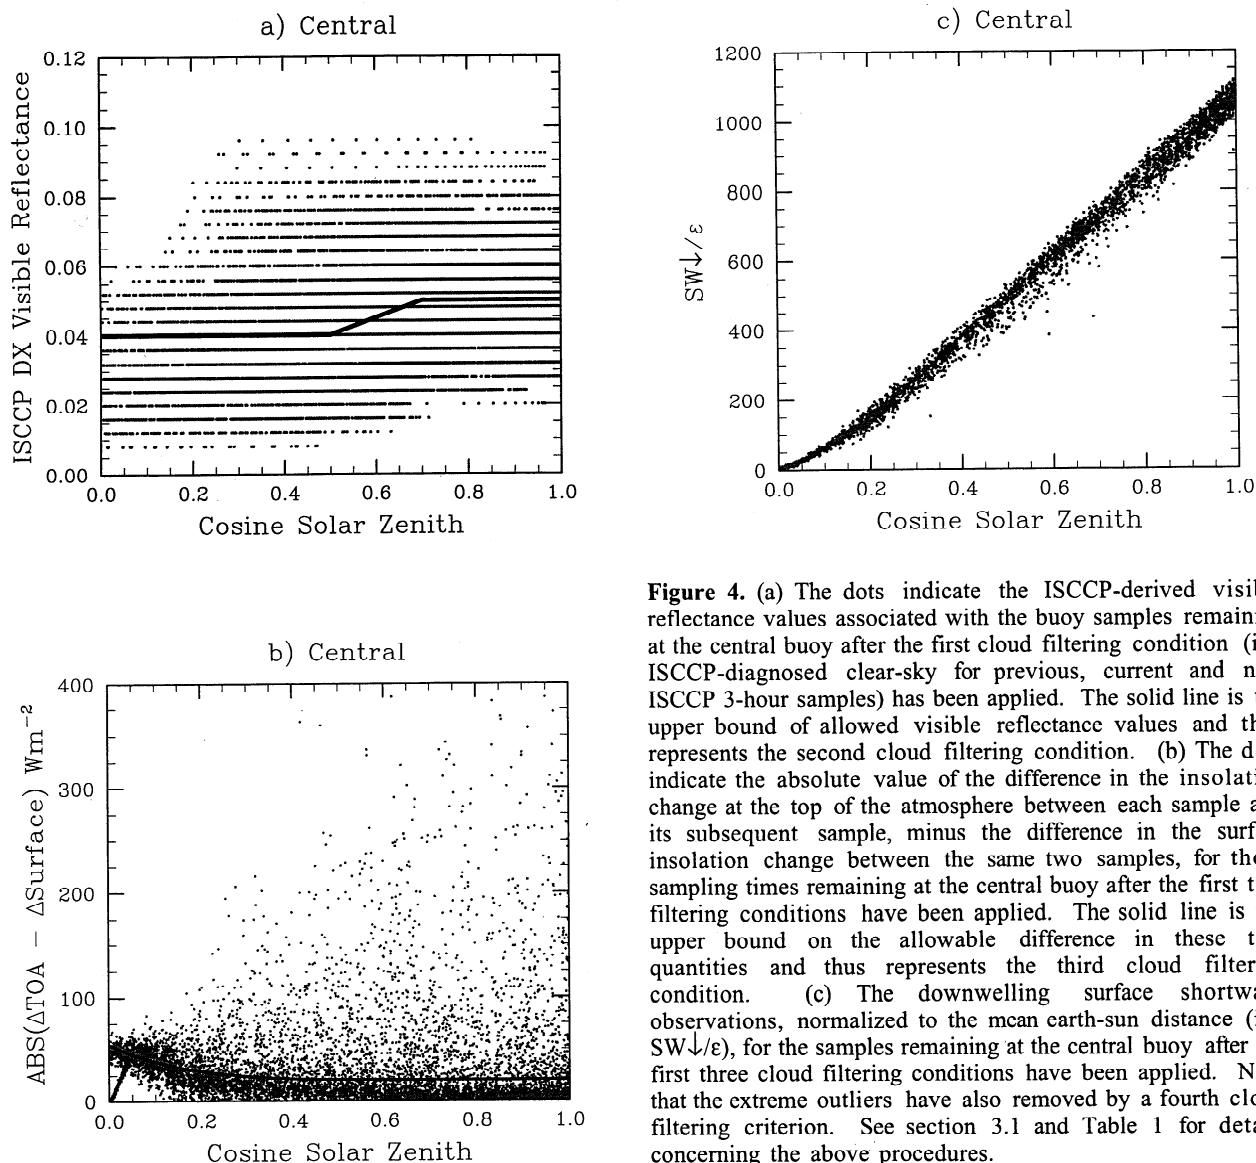 a) Central
0.12
0.10
0.08
0.06
0.04
0.02
0.00
ISCCP DX Visible Reflectance
0.0 0.2 0.4 0.6 0.8 1.0
Cosine Solar Zenith
c) Central
1200
1000
800
600
400
200
0
SW↓/ε
0.0 0.2 0.4 0.6 0.8 1.0
Cosine Solar Zenith
b) Central
400
300
200
100
0
ABS(ΔTOA − ΔSurface) Wm⁻²
0.0 0.2 0.4 0.6 0.8 1.0
Cosine Solar Zenith
Figure 4. (a) The dots indicate the ISCCP-derived
reflectance values associated with the buoy samples
at the central buoy after the first cloud filtering condition
ISCCP-diagnosed clear-sky for previous, current and
ISCCP 3-hour samples) has been applied. The solid line is
upper bound of allowed visible reflectance values and
represents the second cloud filtering condition. (b) The
indicate the absolute value of the difference in the
change at the top of the atmosphere between each sample
its subsequent sample, minus the difference in the
insolation change between the same two samples, for
sampling times remaining at the central buoy after the first
filtering conditions have been applied. The solid line is
upper bound on the allowable difference in these
quantities and thus represents the third cloud
condition. (c) The downwelling surface
observations, normalized to the mean earth-sun distance
SW↓/ε), for the samples remaining at the central buoy after
first three cloud filtering conditions have been applied.
that the extreme outliers have also removed by a fourth
filtering criterion. See section 3.1 and Table 1 for
concerning the above procedures.